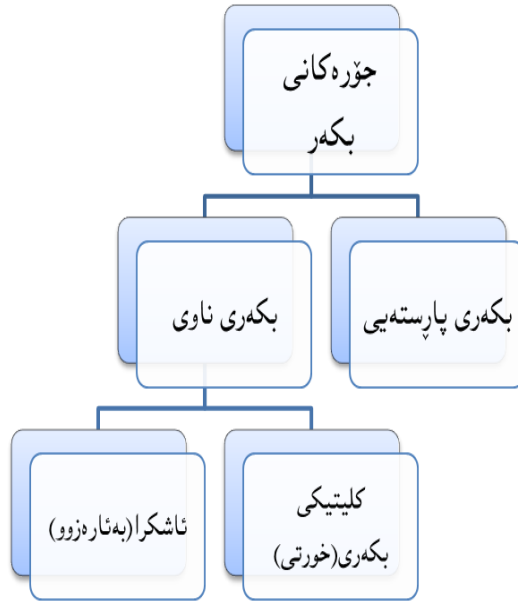 جۆرەکانی
بکەر
بکەری پاڕستەیی
بکەری ناوی
کلیتیکی
بکەری(خورتی)
ئاشکرا(بەئارەزوو)